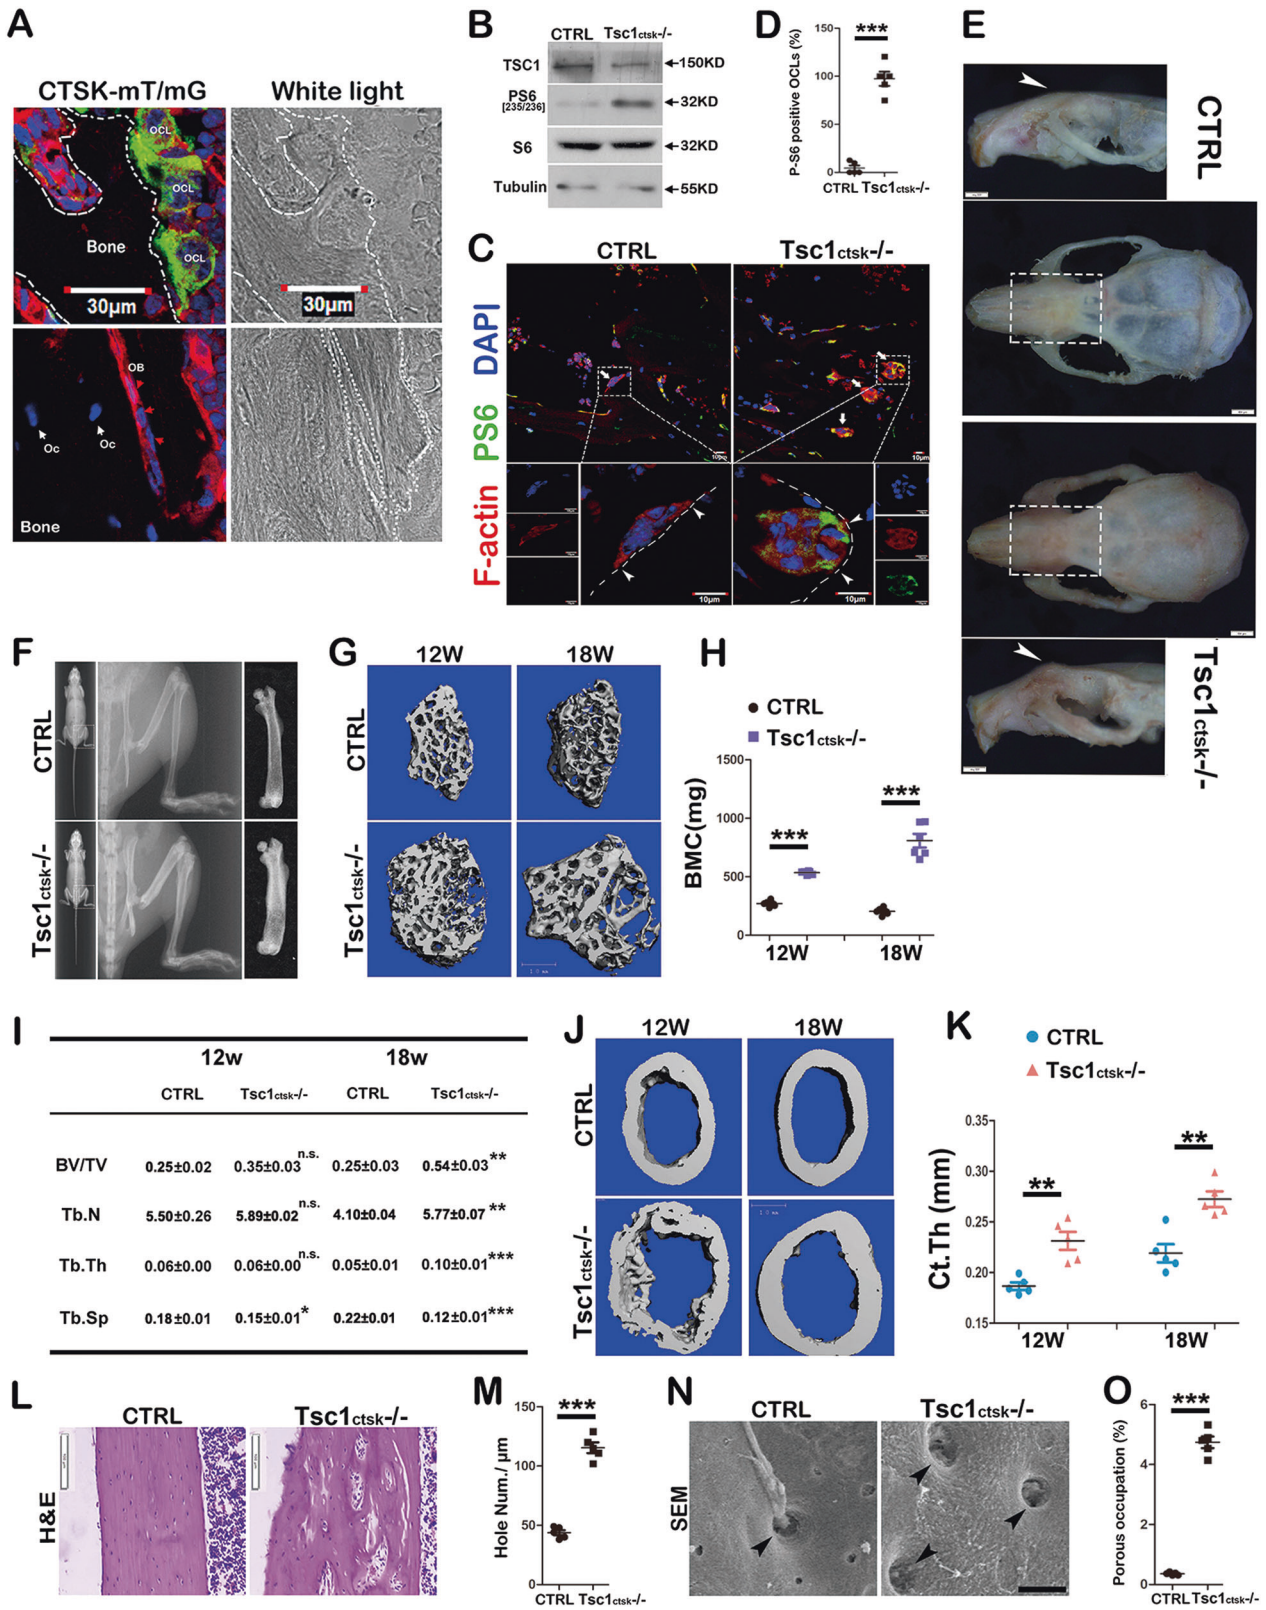 A
CTSK-mT/mG
White light
OCL
OCL
OCL
Bone
30μm
30μm
OB
Oc
Oc
Bone
B
CTRL Tsc1ctsk-/-
TSC1
150KD
PS6
[235/236]
32KD
S6
32KD
Tubulin
55KD
C
CTRL
Tsc1ctsk-/-
F-actin PS6 DAPI
10μm
10μm
10μm
10μm
D
P-S6 positive OCLs (%)
150
100
50
0
***
CTRL Tsc1ctsk-/-
E
CTRL
Tsc1ctsk-/-
F
CTRL
Tsc1ctsk-/-
G
12W
18W
CTRL
Tsc1ctsk-/-
1.0 mm
H
CTRL
Tsc1ctsk-/-
BMC(mg)
1500
1000
500
0
***
***
12W
18W
I
12w
18w
CTRL Tsc1ctsk-/- CTRL Tsc1ctsk-/-
BV/TV 0.25±0.02 0.35±0.03 n.s. 0.25±0.03 0.54±0.03 **
Tb.N 5.50±0.26 5.89±0.02 n.s. 4.10±0.04 5.77±0.07 **
Tb.Th 0.06±0.00 0.06±0.00 n.s. 0.05±0.01 0.10±0.01 ***
Tb.Sp 0.18±0.01 0.15±0.01 * 0.22±0.01 0.12±0.01 ***
J
12W
18W
CTRL
Tsc1ctsk-/-
1.0 mm
K
CTRL
Tsc1ctsk-/-
Ct.Th (mm)
0.35
0.30
0.25
0.20
0.15
**
**
12W
18W
L
CTRL
Tsc1ctsk-/-
H&E
M
Hole Num./ μm
150
100
50
0
***
CTRL Tsc1ctsk-/-
N
CTRL
Tsc1ctsk-/-
SEM
O
Porous occupation (%)
6
4
2
0
***
CTRL Tsc1ctsk-/-